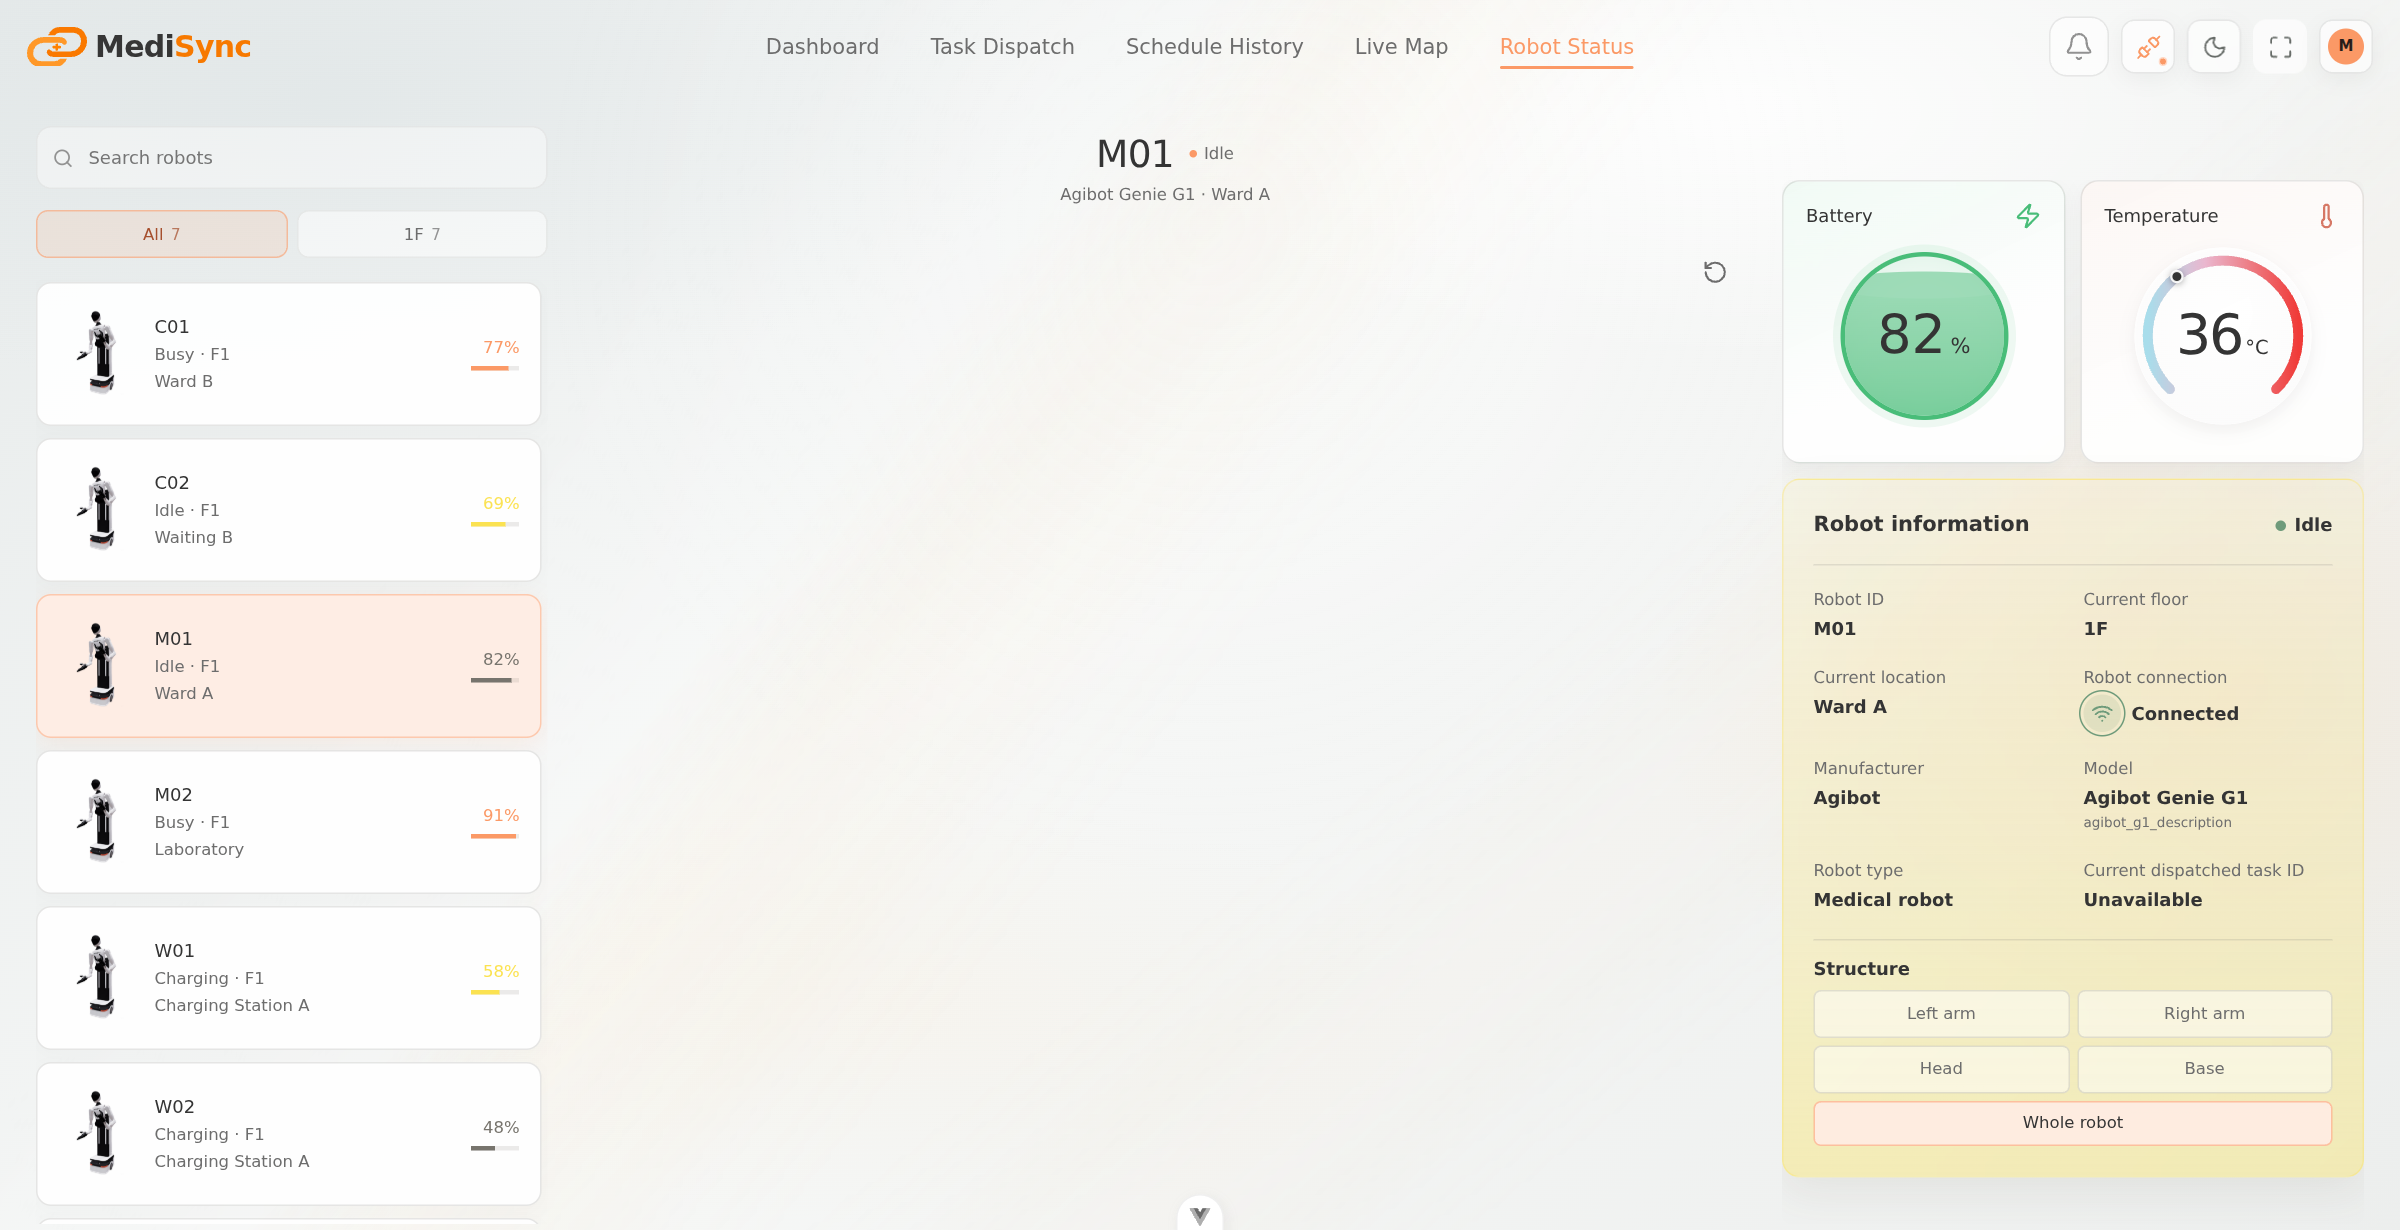 MediSync
Dashboard
Task Dispatch
Schedule History
Live Map
Robot Status
M
Search robots
All 7
1F 7
C01
Busy · F1
Ward B
77%
C02
Idle · F1
Waiting B
69%
M01
Idle · F1
Ward A
82%
M02
Busy · F1
Laboratory
91%
W01
Charging · F1
Charging Station A
58%
W02
Charging · F1
Charging Station A
48%
M01
Idle
Agibot Genie G1 · Ward A
Battery
82 %
Temperature
36 °C
Robot information
Idle
Robot ID
M01
Current floor
1F
Current location
Ward A
Robot connection
Connected
Manufacturer
Agibot
Model
Agibot Genie G1
agibot_g1_description
Robot type
Medical robot
Current dispatched task ID
Unavailable
Structure
Left arm
Right arm
Head
Base
Whole robot